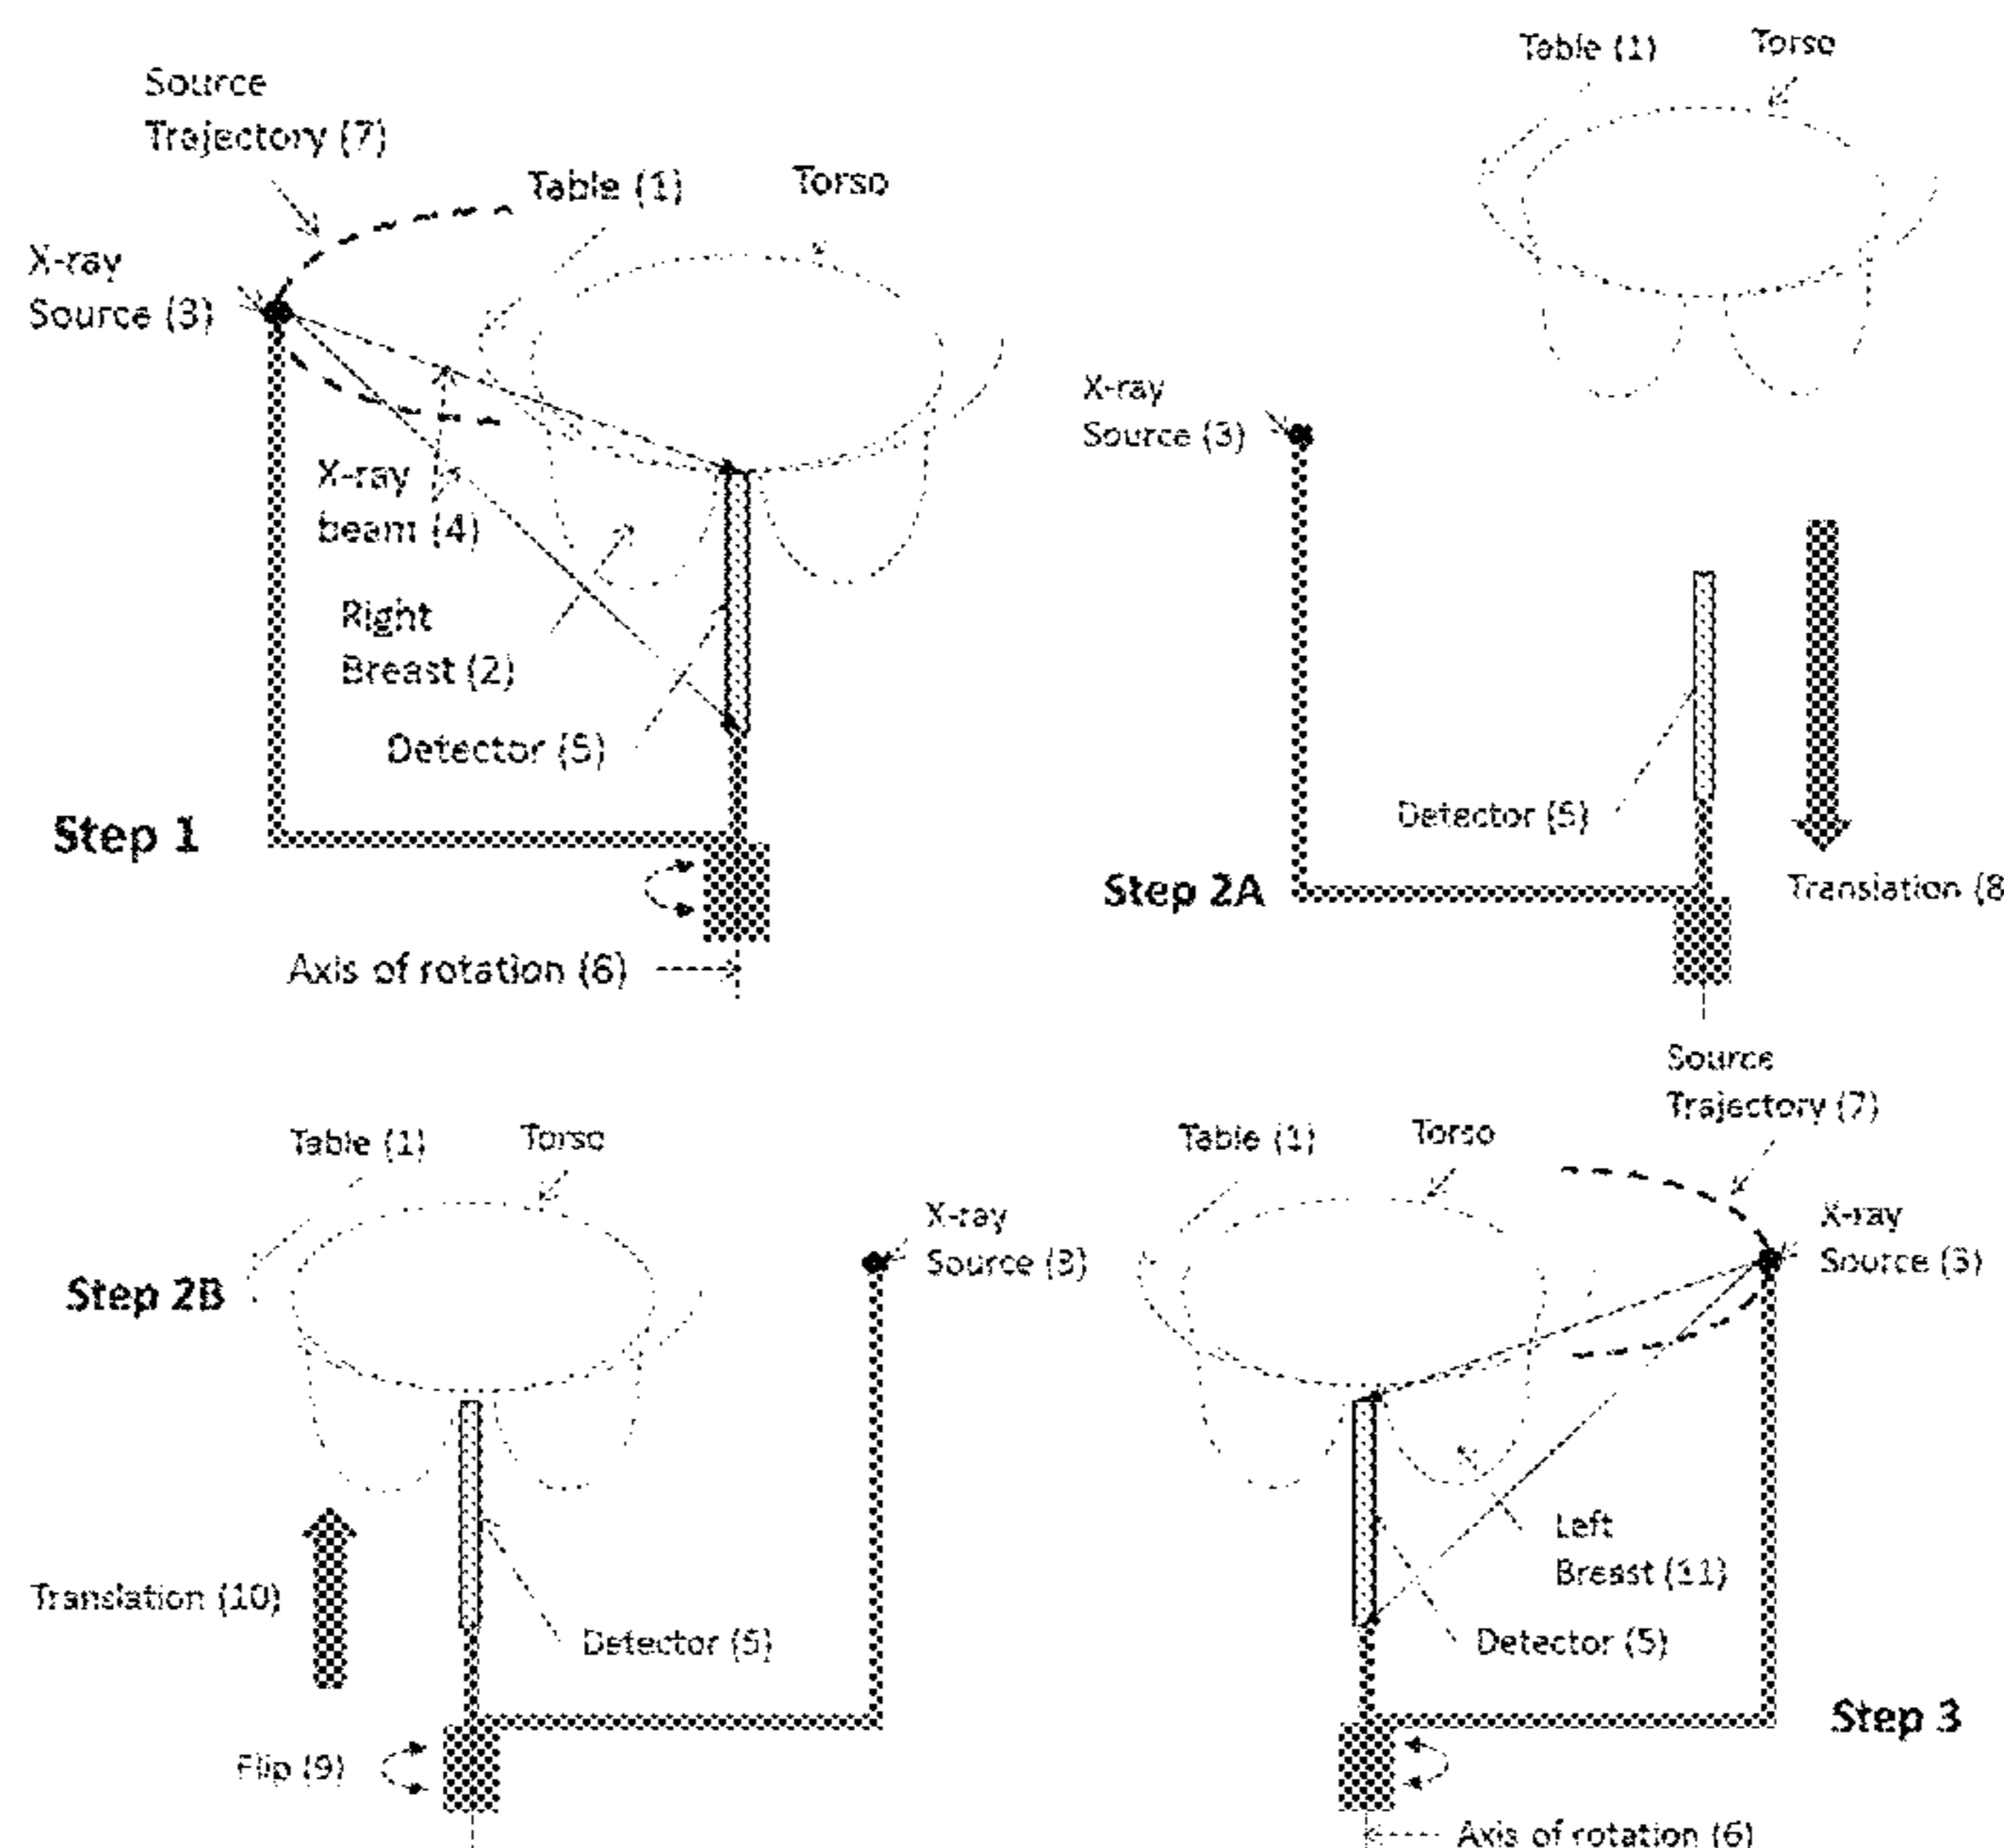 Source
Trajectory (7)
Table (1)
Torso
X-ray
Source (3)
X-ray
beam (4)
Right
Breast (2)
Detector (5)
Step 1
Axis of rotation (6)
Table (1)
Torso
X-ray
Source (3)
Detector (5)
Step 2A
Translation (8
Table (1)
Torso
X-ray
Source (3)
Step 2B
Translation (10)
Detector (5)
Flip (9)
Source
Trajectory (7)
Table (1)
Torso
X-ray
Source (3)
Left
Breast (11)
Detector (5)
Step 3
Axis of rotation (6)